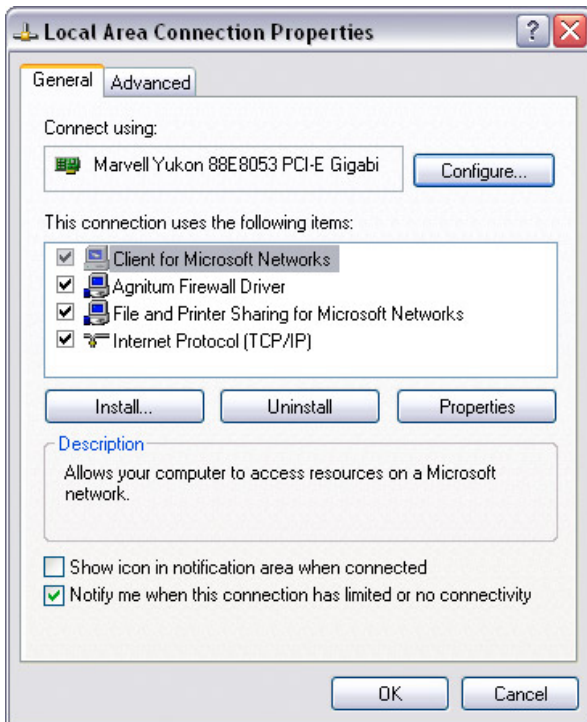 Local Area Connection Properties
General
Advanced
Connect using:
Marvell Yukon 88E8053 PCI-E Gigabi
Configure...
This connection uses the following items:
Client for Microsoft Networks
Agnitum Firewall Driver
File and Printer Sharing for Microsoft Networks
Internet Protocol (TCP/IP)
Install...
Uninstall
Properties
Description
Allows your computer to access resources on a Microsoft
network.
Show icon in notification area when connected
Notify me when this connection has limited or no connectivity
OK
Cancel